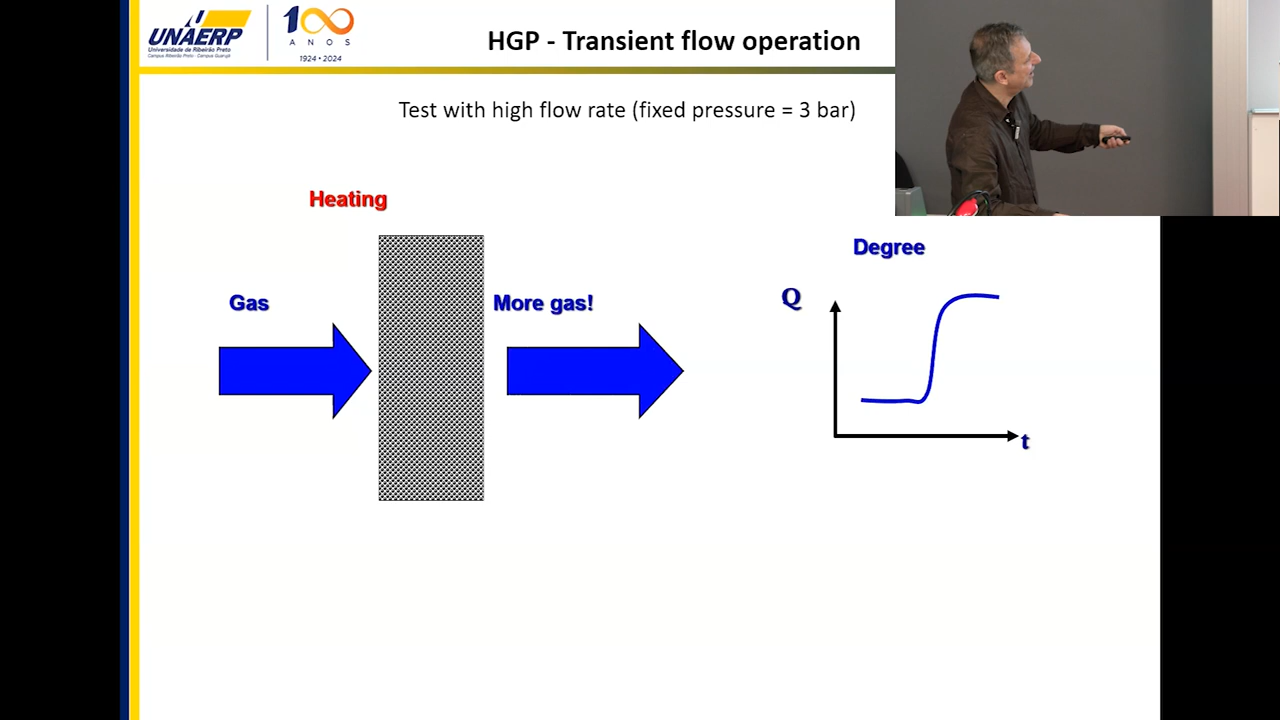 UNAERP
Universidade de Ribeirão Preto
Campus Ribeirão Preto - Campus Guarujá
100
ANOS
1924 • 2024
HGP - Transient flow operation
Test with high flow rate (fixed pressure = 3 bar)
Heating
Gas
More gas!
Degree
Q
t